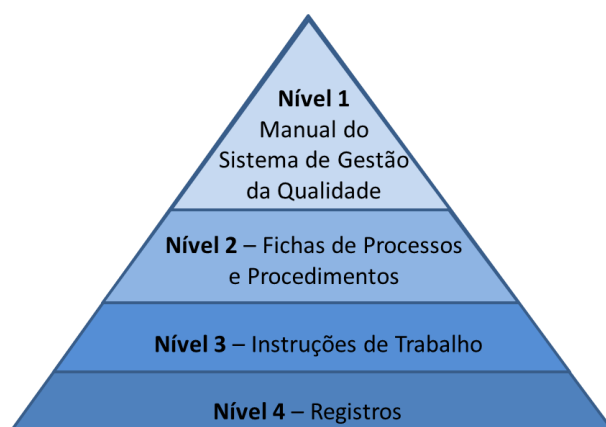 Nível 1
Manual do
Sistema de Gestão
da Qualidade
Nível 2 – Fichas de Processos
e Procedimentos
Nível 3 – Instruções de Trabalho
Nível 4 – Registros